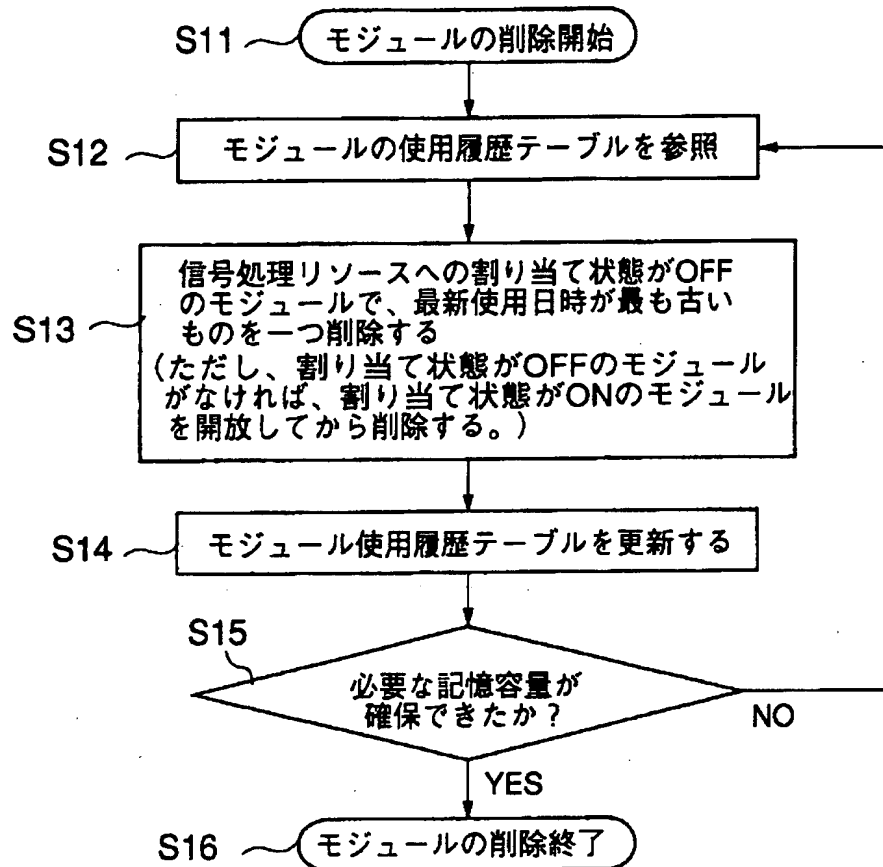 S11
モジュールの削除開始
S12
モジュールの使用履歴テーブルを参照
S13
信号処理リソースへの割り当て状態がOFF
のモジュールで、最新使用日時が最も古い
ものを一つ削除する
(ただし、割り当て状態がOFFのモジュール
がなければ、割り当て状態がONのモジュール
を開放してから削除する。)
S14
モジュール使用履歴テーブルを更新する
S15
必要な記憶容量が
確保できたか?
NO
YES
S16
モジュールの削除終了